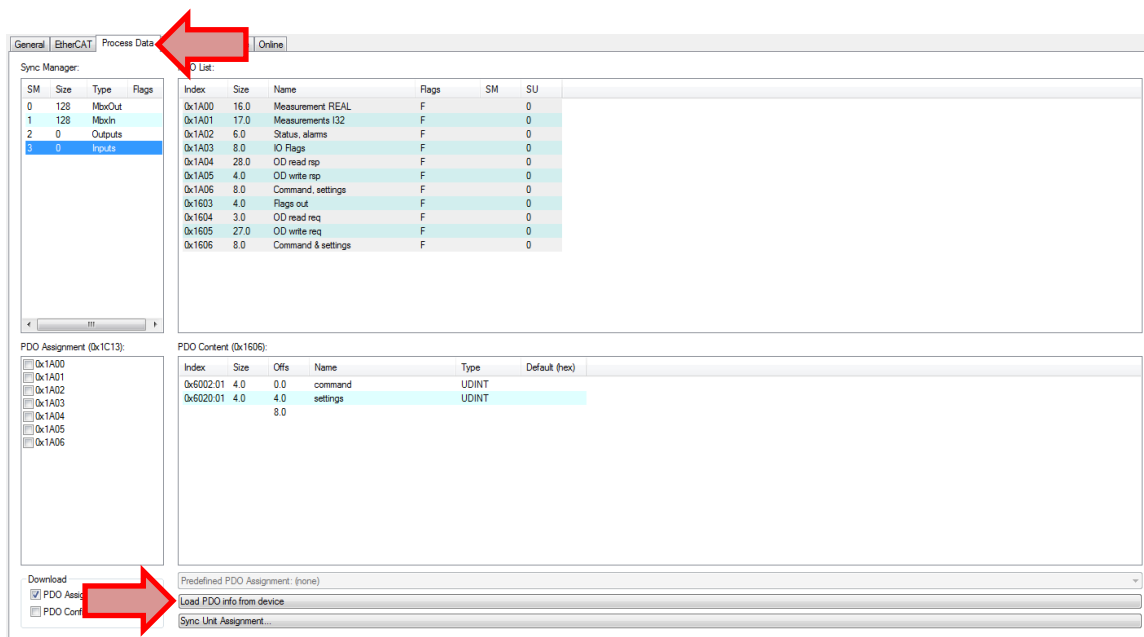 General EtherCAT Process Data Online
Sync Manager: PDO List:
SM Size Type Flags
0 128 MbxOut
1 128 MbxIn
2 0 Outputs
3 0 Inputs
Index Size Name Flags SM SU
0x1A00 16.0 Measurement REAL F 0
0x1A01 17.0 Measurements I32 F 0
0x1A02 6.0 Status, alarms F 0
0x1A03 8.0 IO Flags F 0
0x1A04 28.0 OD read rsp F 0
0x1A05 4.0 OD write rsp F 0
0x1A06 8.0 Command, settings F 0
0x1603 4.0 Flags out F 0
0x1604 3.0 OD read req F 0
0x1605 27.0 OD write req F 0
0x1606 8.0 Command & settings F 0
PDO Assignment (0x1C13):
0x1A00
0x1A01
0x1A02
0x1A03
0x1A04
0x1A05
0x1A06
PDO Content (0x1606):
Index Size Offs Name Type Default (hex)
0x6002:01 4.0 0.0 command UDINT
0x6020:01 4.0 4.0 settings UDINT
8.0
Download
PDO Assig
PDO Conf
Predefined PDO Assignment: (none)
Load PDO info from device
Sync Unit Assignment...